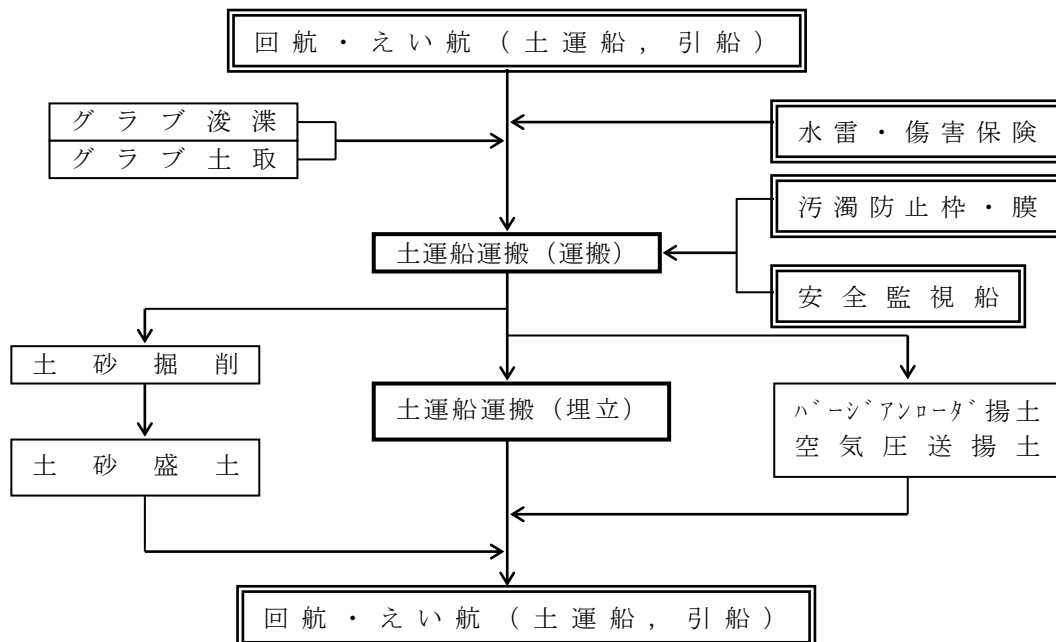 回航・えい航（土運船，引船）
グラブ浚渫
グラブ土取
水雷・傷害保険
汚濁防止枠・膜
土運船運搬（運搬）
安全監視船
土砂掘削
土運船運搬（埋立）
バージアンローダ揚土
空気圧送揚土
土砂盛土
回航・えい航（土運船，引船）